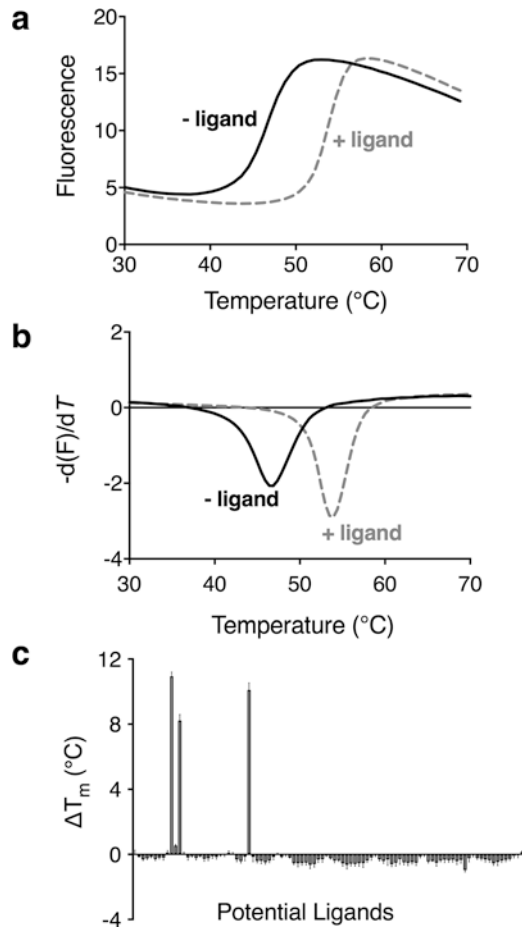 a
Fluorescence
20
15
10
5
0
- ligand
+ ligand
30 40 50 60 70
Temperature (°C)
b
-d(F)/dT
2
0
-2
-4
- ligand
+ ligand
30 40 50 60 70
Temperature (°C)
c
ΔTm (°C)
12
8
4
0
-4
Potential Ligands